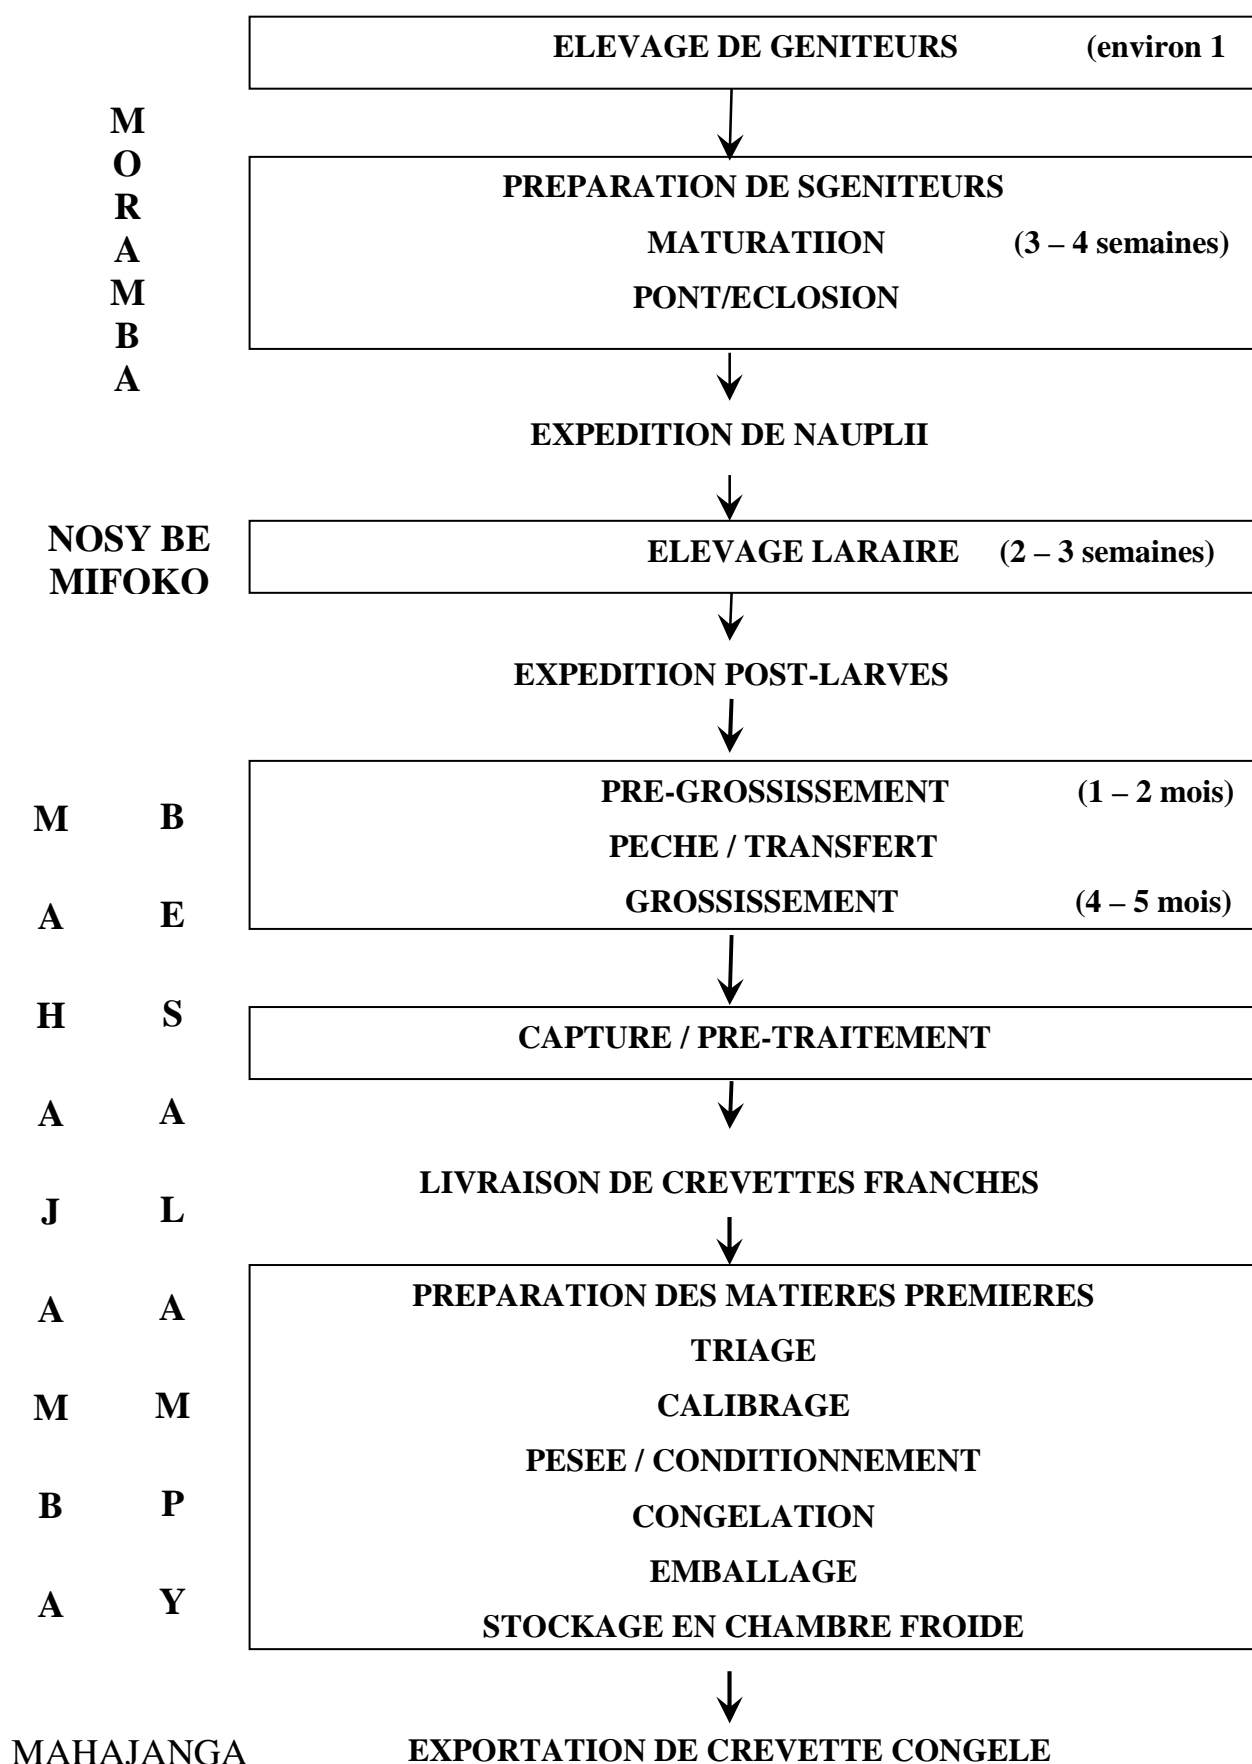 ELEVAGE DE GENITEURS (environ 1
MORAMBA
PREPARATION DE SGENITEURS
MATURATIION (3 – 4 semaines)
PONT/ECLOSION
EXPEDITION DE NAUPLII
NOSY BE
MIFOKO
ELEVAGE LARAIRE (2 – 3 semaines)
EXPEDITION POST-LARVES
MAHAJAMBA
BESALAMPY
PRE-GROSSISSEMENT (1 – 2 mois)
PECHE / TRANSFERT
GROSSISSEMENT (4 – 5 mois)
CAPTURE / PRE-TRAITEMENT
LIVRAISON DE CREVETTES FRANCHES
PREPARATION DES MATIERES PREMIERES
TRIAGE
CALIBRAGE
PESEE / CONDITIONNEMENT
CONGELATION
EMBALLAGE
STOCKAGE EN CHAMBRE FROIDE
MAHAJANGA
EXPORTATION DE CREVETTE CONGELE